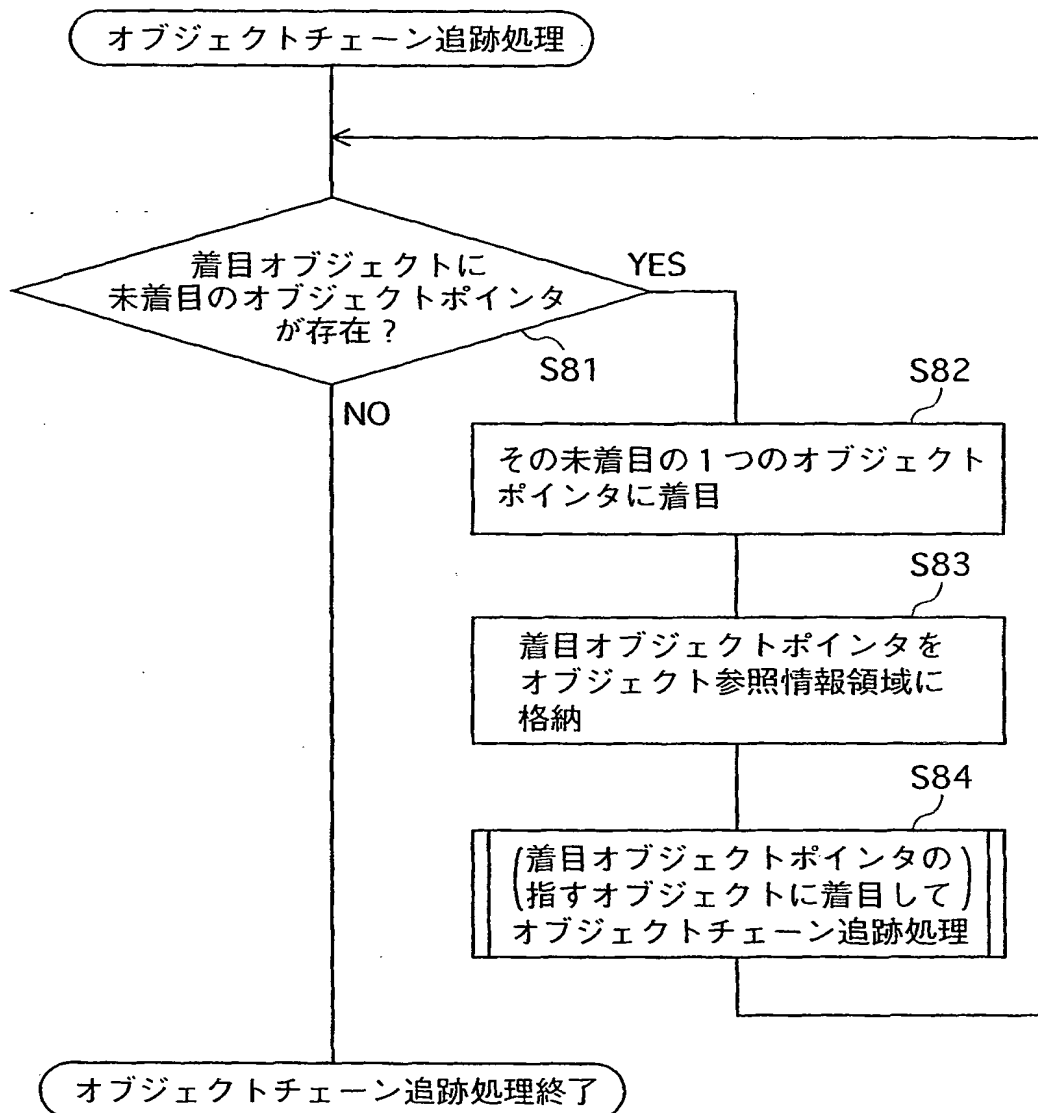 オブジェクトチェーン追跡処理
着目オブジェクトに
未着目のオブジェクトポインタ
が存在？
YES
S81
NO
S82
その未着目の１つのオブジェクト
ポインタに着目
S83
着目オブジェクトポインタを
オブジェクト参照情報領域に
格納
S84
(着目オブジェクトポインタの
指すオブジェクトに着目して)
オブジェクトチェーン追跡処理
オブジェクトチェーン追跡処理終了